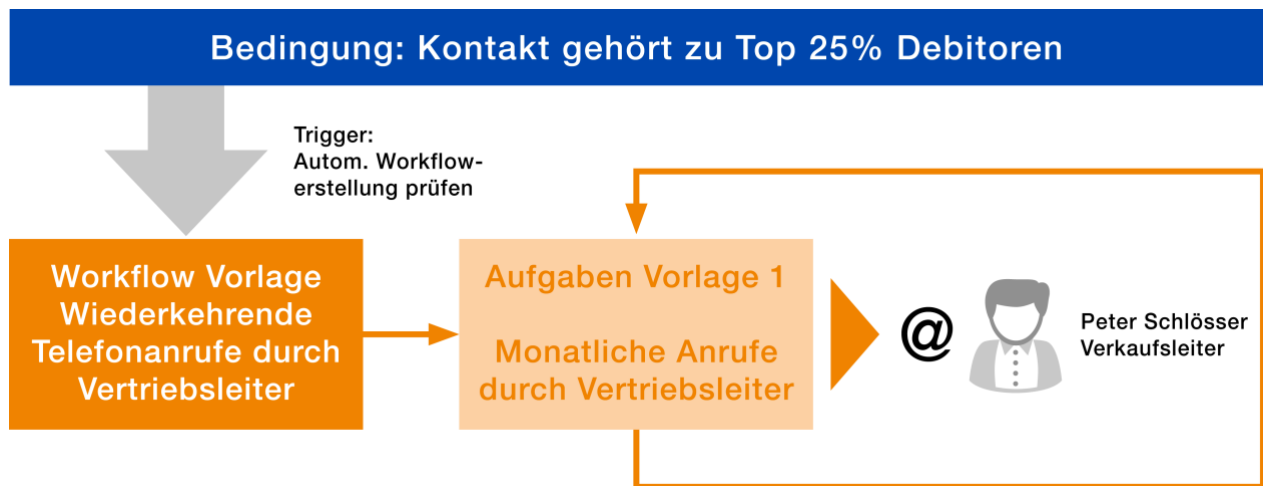 Bedingung: Kontakt gehört zu Top 25% Debitoren
Trigger:
Autom. Workflow-
erstellung prüfen
Workflow Vorlage
Wiederkehrende
Telefonanrufe durch
Vertriebsleiter
Aufgaben Vorlage 1
Monatliche Anrufe
durch Vertriebsleiter
@
Peter Schlösser
Verkaufsleiter